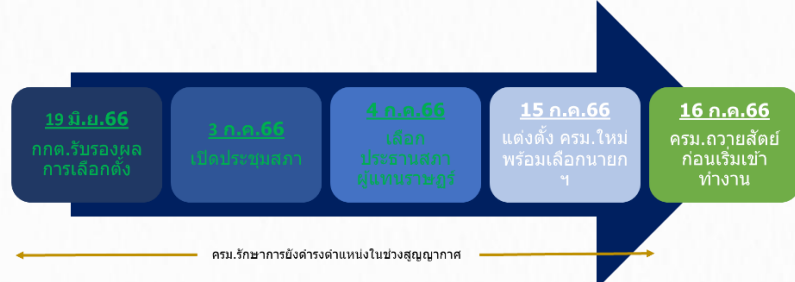 19 มิ.ย.66
กกต.รับรองผล
การเลือกตั้ง
3 ก.ค.66
เปิดประชุมสภา
4 ก.ค.66
เลือก
ประธานสภา
ผู้แทนราษฎร
15 ก.ค.66
แต่งตั้ง ครม.ใหม่
พร้อมเลือกนายก
ฯ
16 ก.ค.66
ครม.ถวายสัตย์
ก่อนเริ่มเข้า
ทำงาน
ครม.รักษาการยังดำรงตำแหน่งในช่วงสูญญากาศ